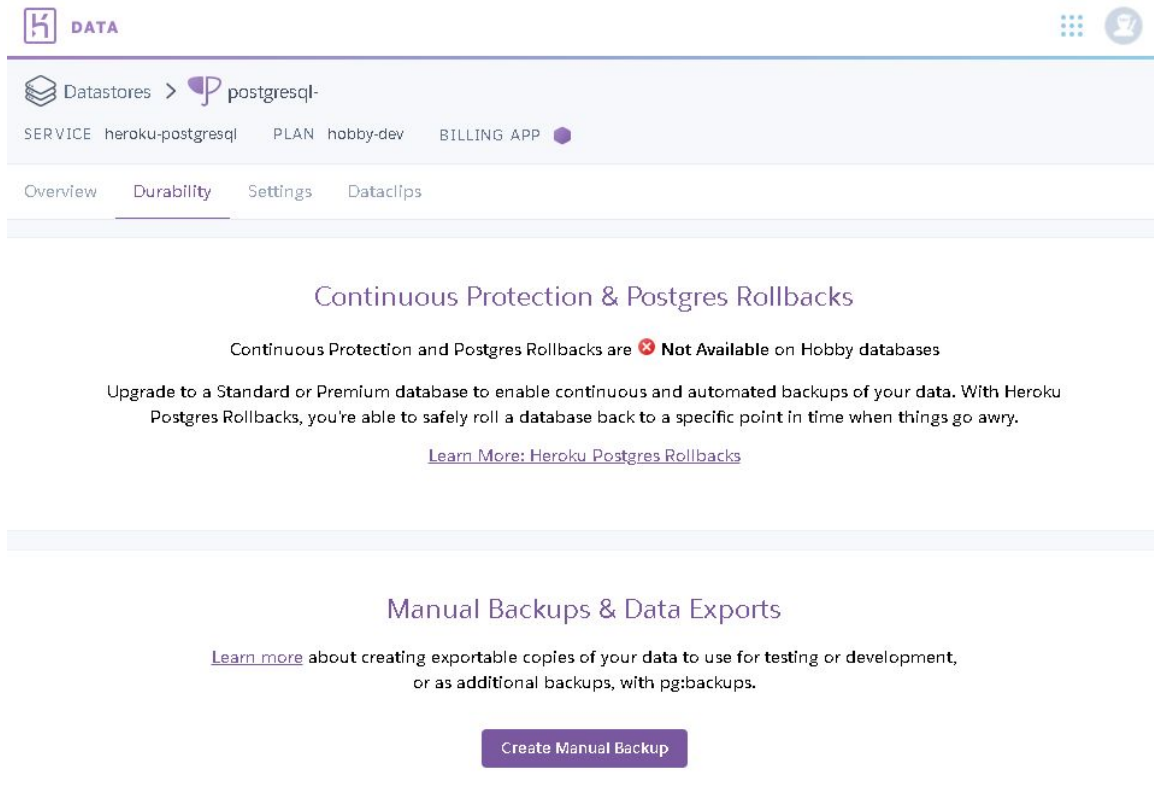 DATA
Datastores > postgresql-
SERVICE heroku-postgresql PLAN hobby-dev BILLING APP
Overview Durability Settings Dataclips
Continuous Protection & Postgres Rollbacks
Continuous Protection and Postgres Rollbacks are Not Available on Hobby databases
Upgrade to a Standard or Premium database to enable continuous and automated backups of your data. With Heroku
Postgres Rollbacks, you're able to safely roll a database back to a specific point in time when things go awry.
Learn More: Heroku Postgres Rollbacks
Manual Backups & Data Exports
Learn more about creating exportable copies of your data to use for testing or development,
or as additional backups, with pg:backups.
Create Manual Backup